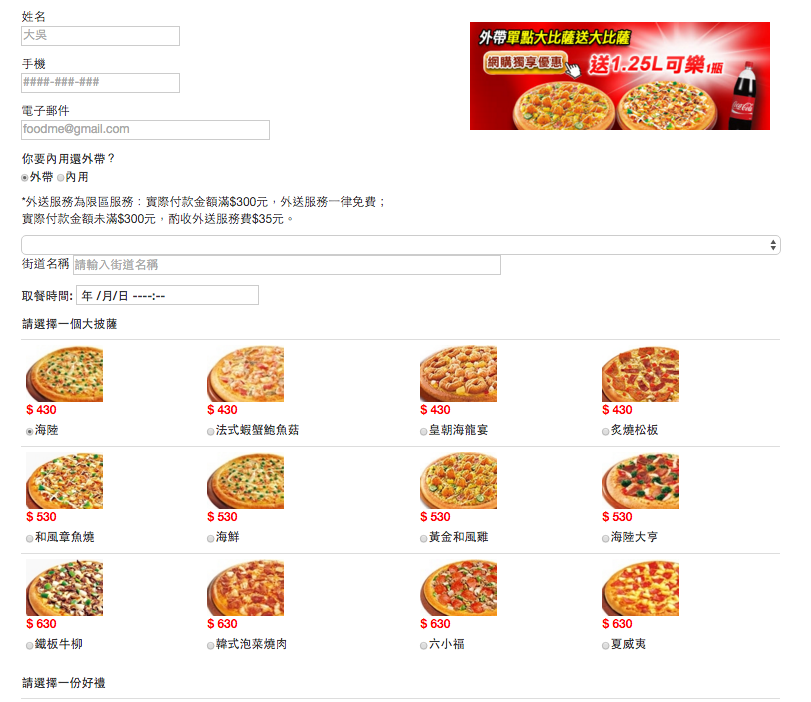 姓名
大吳
手機
####-###-###
電子郵件
foodme@gmail.com
外帶單點大比薩送大比薩
網購獨享優惠
送1.25L可樂1瓶
Coca-Cola
你要內用還外帶？
外帶 內用
*外送服務為限區服務：實際付款金額滿$300元，外送服務一律免費；
實際付款金額未滿$300元，酌收外送服務費$35元。
街道名稱 請輸入街道名稱
取餐時間: 年 /月/日 ----:--
請選擇一個大披薩
$ 430 $ 430 $ 430 $ 430
海陸 法式蝦蟹鮑魚菇 皇朝海龍宴 炙燒松板
$ 530 $ 530 $ 530 $ 530
和風章魚燒 海鮮 黃金和風雞 海陸大亨
$ 630 $ 630 $ 630 $ 630
鐵板牛柳 韓式泡菜燒肉 六小福 夏威夷
請選擇一份好禮